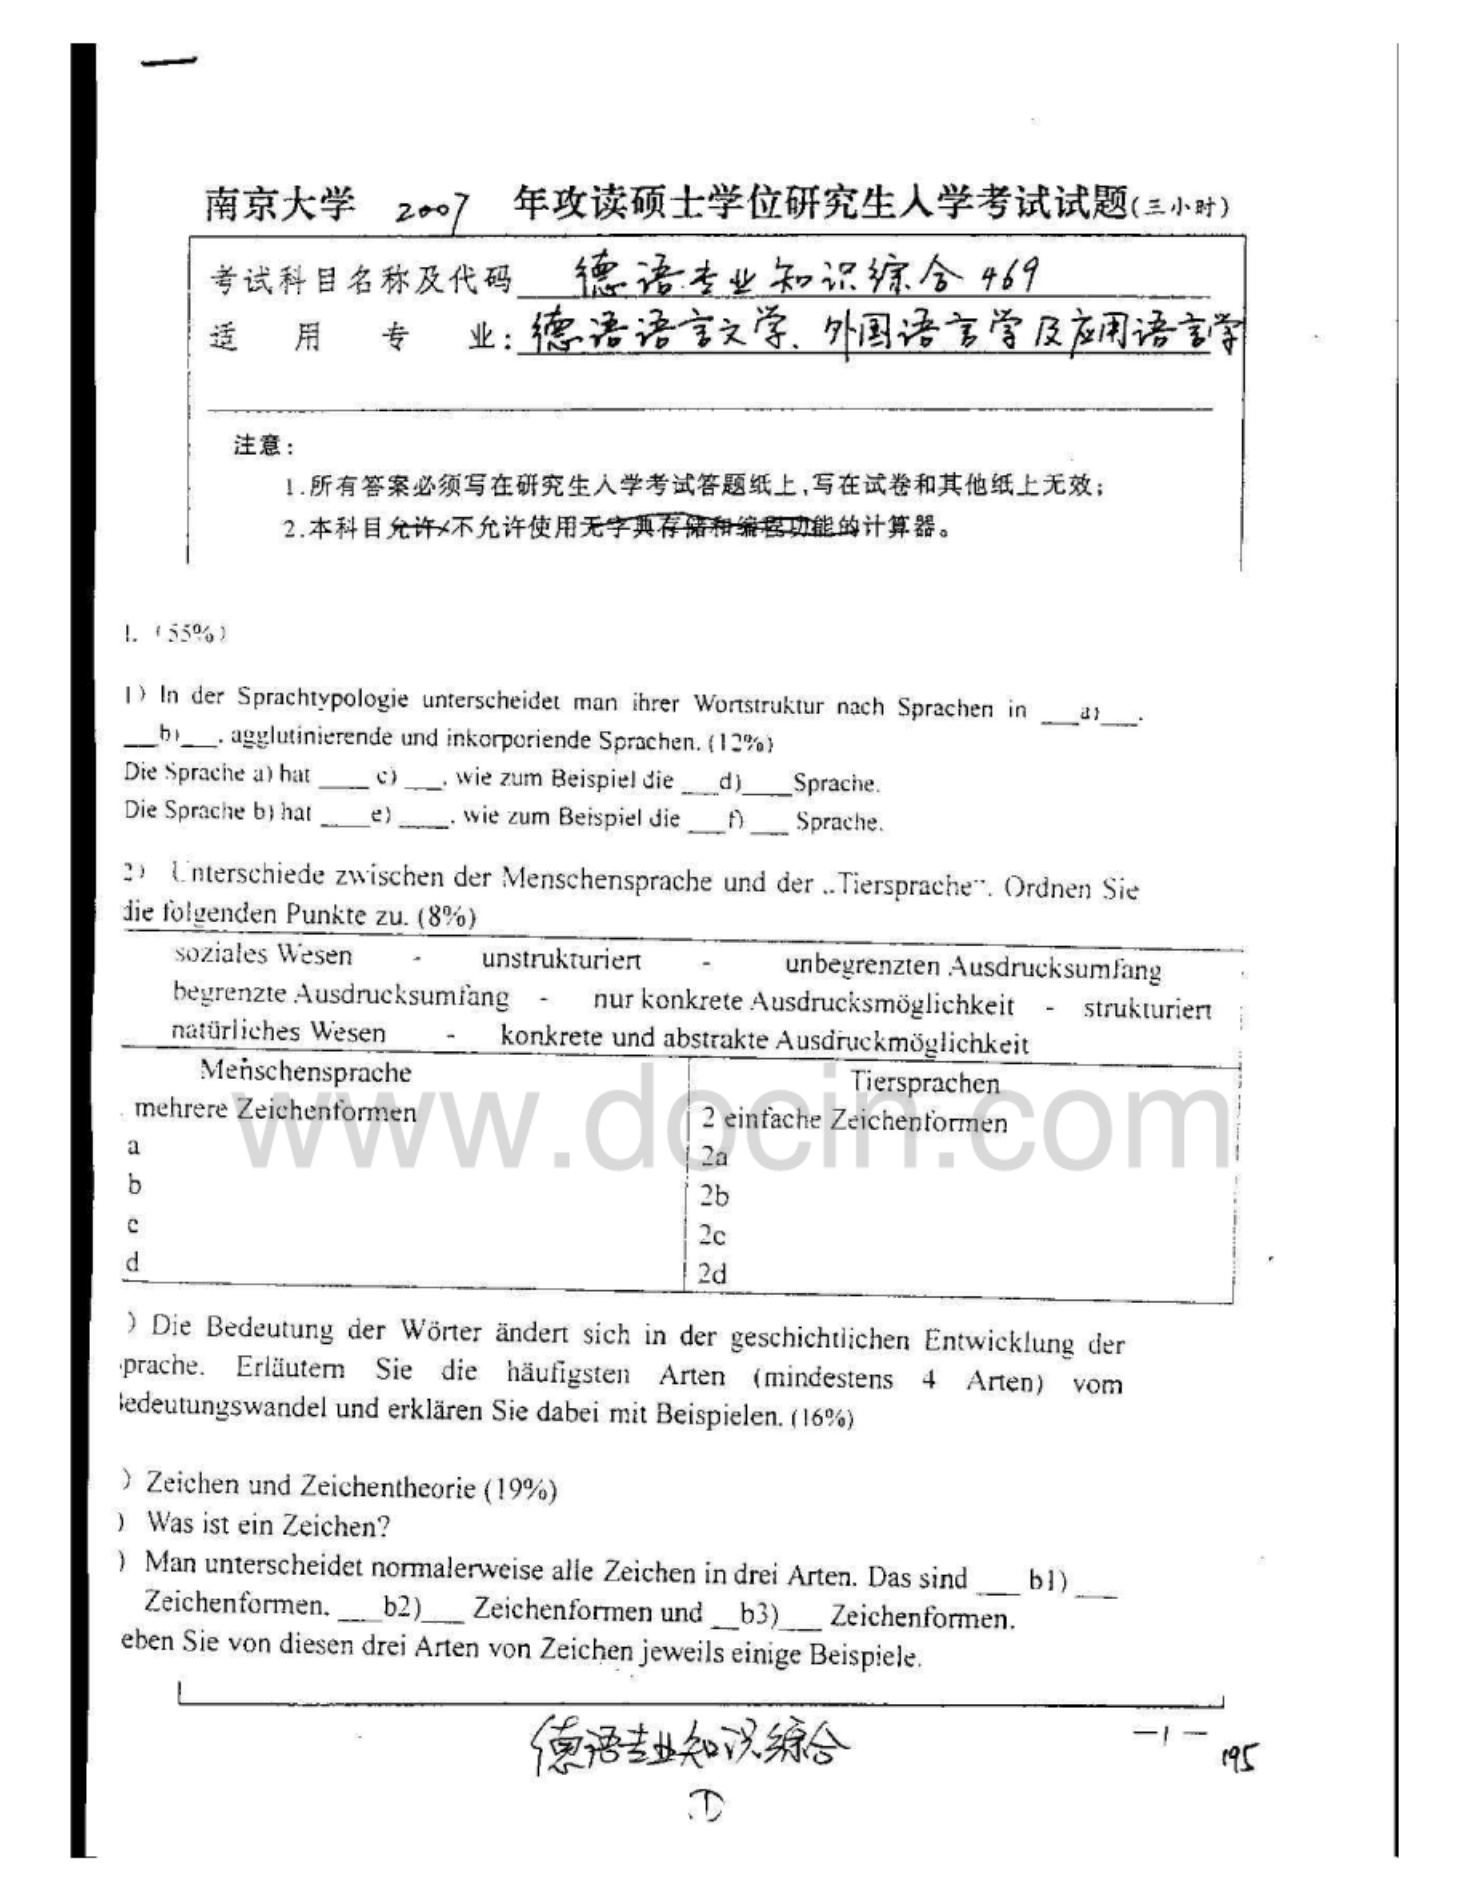 南京大学 2007 年攻读硕士学位研究生入学考试试题(三小时)
考试科目名称及代码 德语专业知识综合 469
适用专业: 德语语言文学、外国语言学及应用语言学
注意:
1.所有答案必须写在研究生入学考试答题纸上,写在试卷和其他纸上无效;
2.本科目允许/不允许使用无字典存储和编程功能的计算器。
I. (55%)
1) In der Sprachtypologie unterscheidet man ihrer Wortstruktur nach Sprachen in ___a)___.
___b)___, agglutinierende und inkorporiende Sprachen. (12%)
Die Sprache a) hat ____ c) ___, wie zum Beispiel die ___d)____Sprache.
Die Sprache b) hat ____e) ____, wie zum Beispiel die ___f) ___ Sprache.
2) Unterschiede zwischen der Menschensprache und der „Tiersprache“. Ordnen Sie
die folgenden Punkte zu. (8%)
soziales Wesen - unstrukturiert - unbegrenzten Ausdrucksumfang
begrenzte Ausdrucksumfang - nur konkrete Ausdrucksmöglichkeit - strukturiert
natürliches Wesen - konkrete und abstrakte Ausdruckmöglichkeit
Menschensprache Tiersprachen
mehrere Zeichenformen 2 einfache Zeichenformen
a 2a
b 2b
c 2c
d 2d
www.docin.com
) Die Bedeutung der Wörter ändert sich in der geschichtlichen Entwicklung der
prache. Erläutern Sie die häufigsten Arten (mindestens 4 Arten) vom
edeutungswandel und erklären Sie dabei mit Beispielen. (16%)
) Zeichen und Zeichentheorie (19%)
) Was ist ein Zeichen?
) Man unterscheidet normalerweise alle Zeichen in drei Arten. Das sind ___ b1) ___
Zeichenformen, ___b2)___ Zeichenformen und __b3)___ Zeichenformen.
eben Sie von diesen drei Arten von Zeichen jeweils einige Beispiele.
德语专业知识综合
-1-
195
①